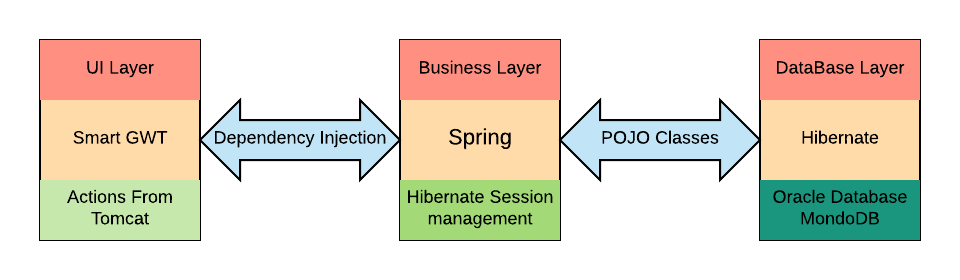 UI Layer
Business Layer
DataBase Layer
Smart GWT
Dependency Injection
Spring
POJO Classes
Hibernate
Actions From
Tomcat
Hibernate Session
management
Oracle Database
MondoDB